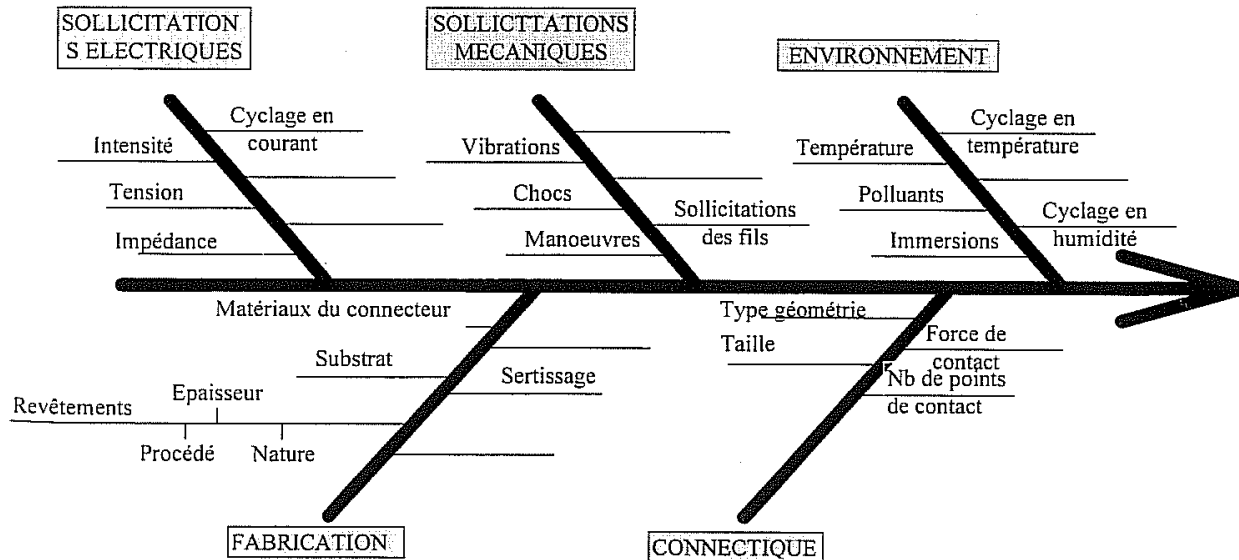 SOLLICITATION
S ELECTRIQUES
SOLLICTTATIONS
MECANIQUES
ENVIRONNEMENT
Cyclage en
courant
Intensité
Tension
Impédance
Vibrations
Chocs
Manoeuvres
Sollicitations
des fils
Cyclage en
température
Température
Polluants
Immersions
Cyclage en
humidité
Matériaux du connecteur
Substrat
Sertissage
Epaisseur
Revêtements
Procédé
Nature
Type géométrie
Taille
Force de
contact
Nb de points
de contact
FABRICATION
CONNECTIQUE